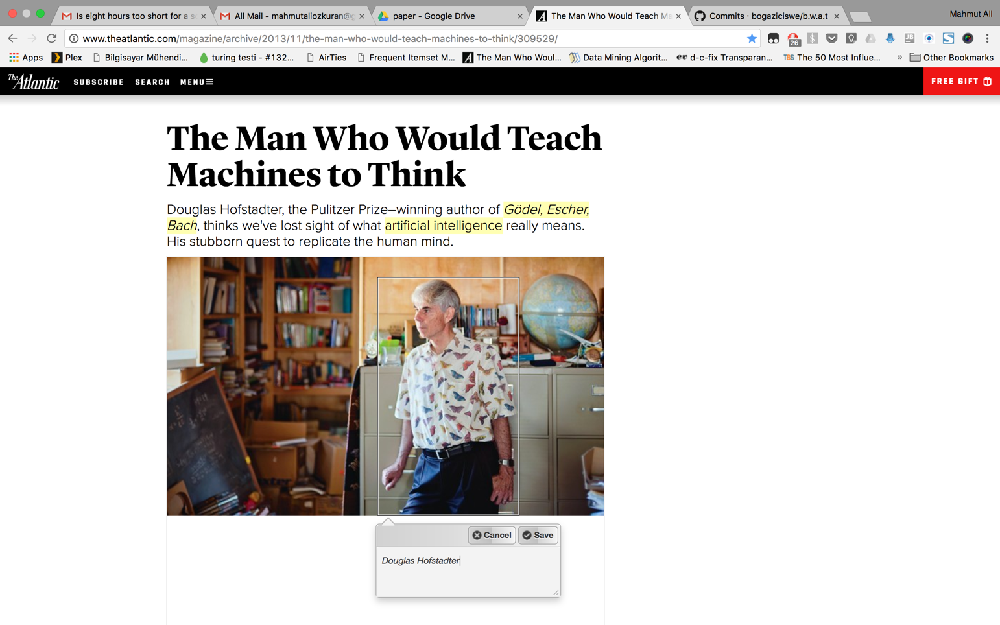 Is eight hours too short for a s
All Mail - mahmutaliozkuran@g
paper - Google Drive
The Man Who Would Teach Ma
Commits · bogaziciswe/b.w.a.t
Mahmut Ali
www.theatlantic.com/magazine/archive/2013/11/the-man-who-would-teach-machines-to-think/309529/
26
JB
Apps
Plex
Bilgisayar Mühendi...
turing testi - #132...
AirTies
Frequent Itemset M...
The Man Who Woul...
Data Mining Algorit...
ev d-c-fix Transparan...
TBS The 50 Most Influe...
»
Other Bookmarks
The Atlantic
SUBSCRIBE
SEARCH
MENU
FREE GIFT
The Man Who Would Teach
Machines to Think
Douglas Hofstadter, the Pulitzer Prize–winning author of Gödel, Escher,
Bach, thinks we've lost sight of what artificial intelligence really means.
His stubborn quest to replicate the human mind.
Cancel
Save
Douglas Hofstadter